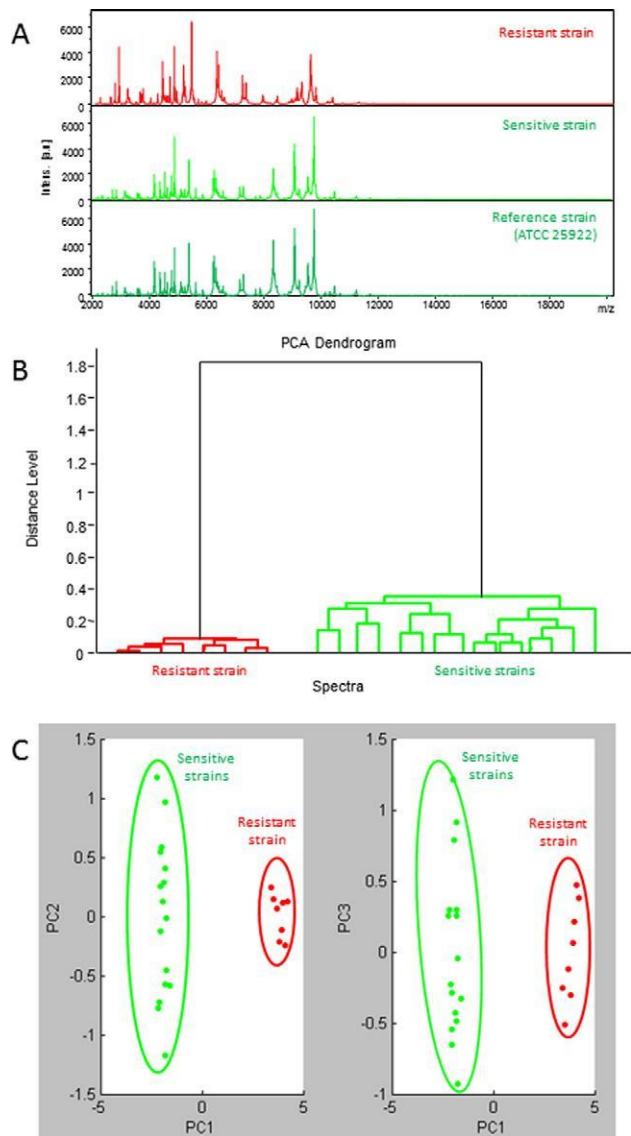 A
Resistant strain
6000
4000
2000
0
Sensitive strain
6000
4000
2000
0
Reference strain
(ATCC 25922)
6000
4000
2000
0
Intens. [a.u]
2000
4000
6000
8000
10000
12000
14000
16000
18000
m/z
B
PCA Dendrogram
1.8
1.6
1.4
1.2
1
0.8
0.6
0.4
0.2
0
Distance Level
Resistant strain
Sensitive strains
Spectra
C
1.5
1
0.5
0
-0.5
-1
-1.5
PC2
Sensitive
strains
Resistant
strain
-5
0
5
PC1
1.5
1
0.5
0
-0.5
-1
PC3
Sensitive
strains
Resistant
strain
-5
0
5
PC1